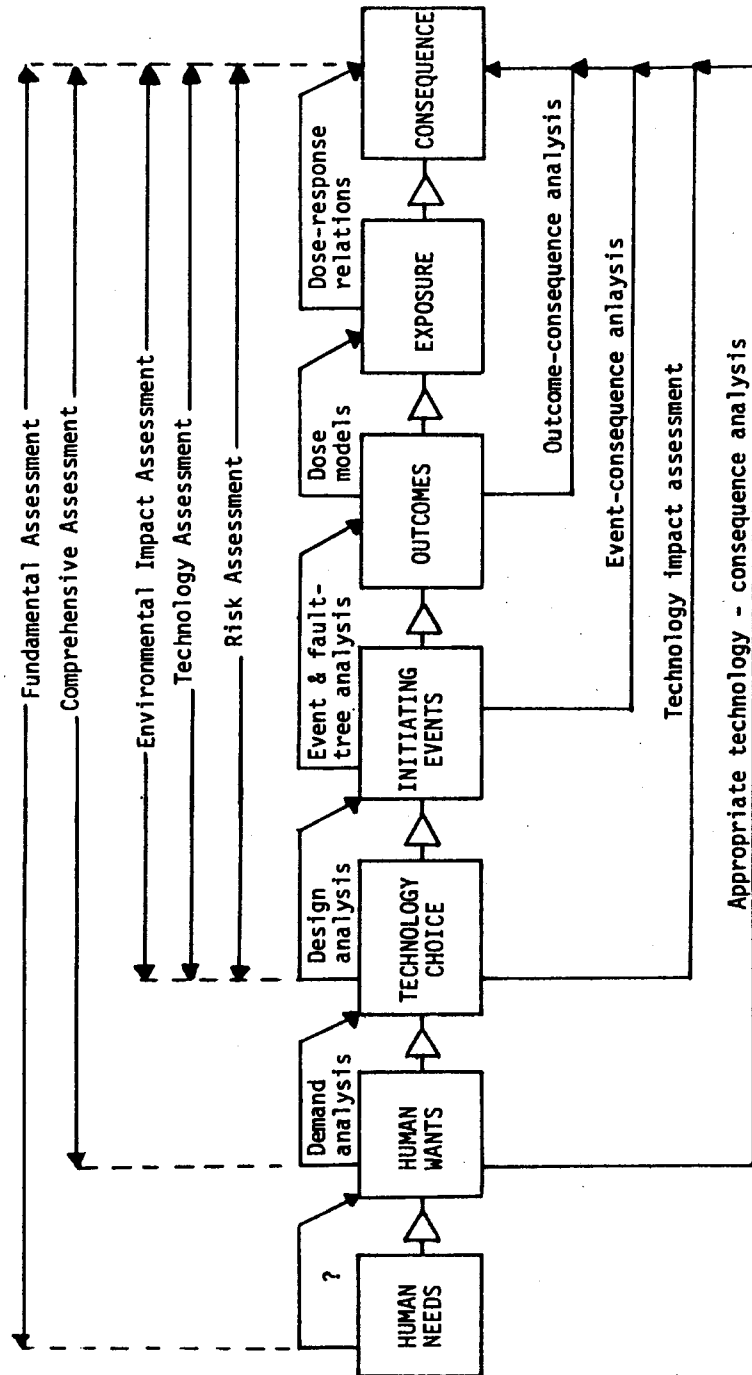 Fundamental Assessment
Comprehensive Assessment
Environmental Impact Assessment
Technology Assessment
Risk Assessment
?
Demand
analysis
Design
analysis
Event & fault-
tree analysis
Dose
models
Dose-response
relations
HUMAN
NEEDS
HUMAN
WANTS
TECHNOLOGY
CHOICE
INITIATING
EVENTS
OUTCOMES
EXPOSURE
CONSEQUENCE
Outcome-consequence analysis
Event-consequence anlaysis
Technology impact assessment
Appropriate technology - consequence analysis